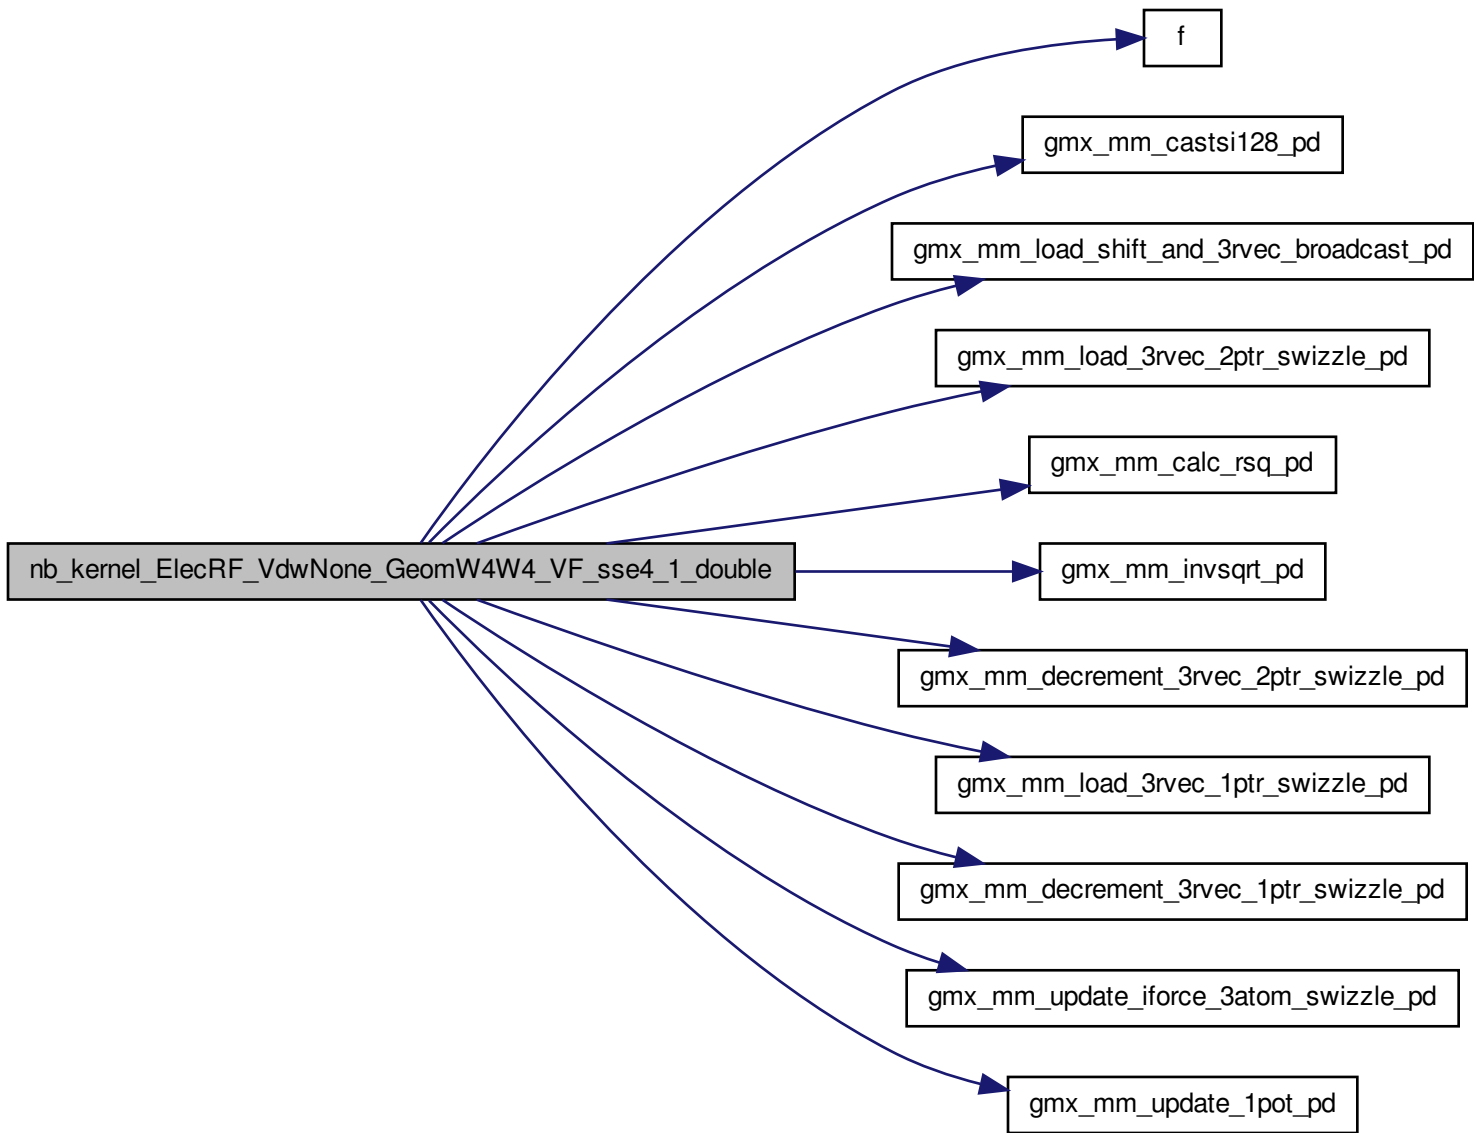 f
gmx_mm_castsi128_pd
gmx_mm_load_shift_and_3rvec_broadcast_pd
gmx_mm_load_3rvec_2ptr_swizzle_pd
gmx_mm_calc_rsq_pd
nb_kernel_ElecRF_VdwNone_GeomW4W4_VF_sse4_1_double
gmx_mm_invsqrt_pd
gmx_mm_decrement_3rvec_2ptr_swizzle_pd
gmx_mm_load_3rvec_1ptr_swizzle_pd
gmx_mm_decrement_3rvec_1ptr_swizzle_pd
gmx_mm_update_iforce_3atom_swizzle_pd
gmx_mm_update_1pot_pd